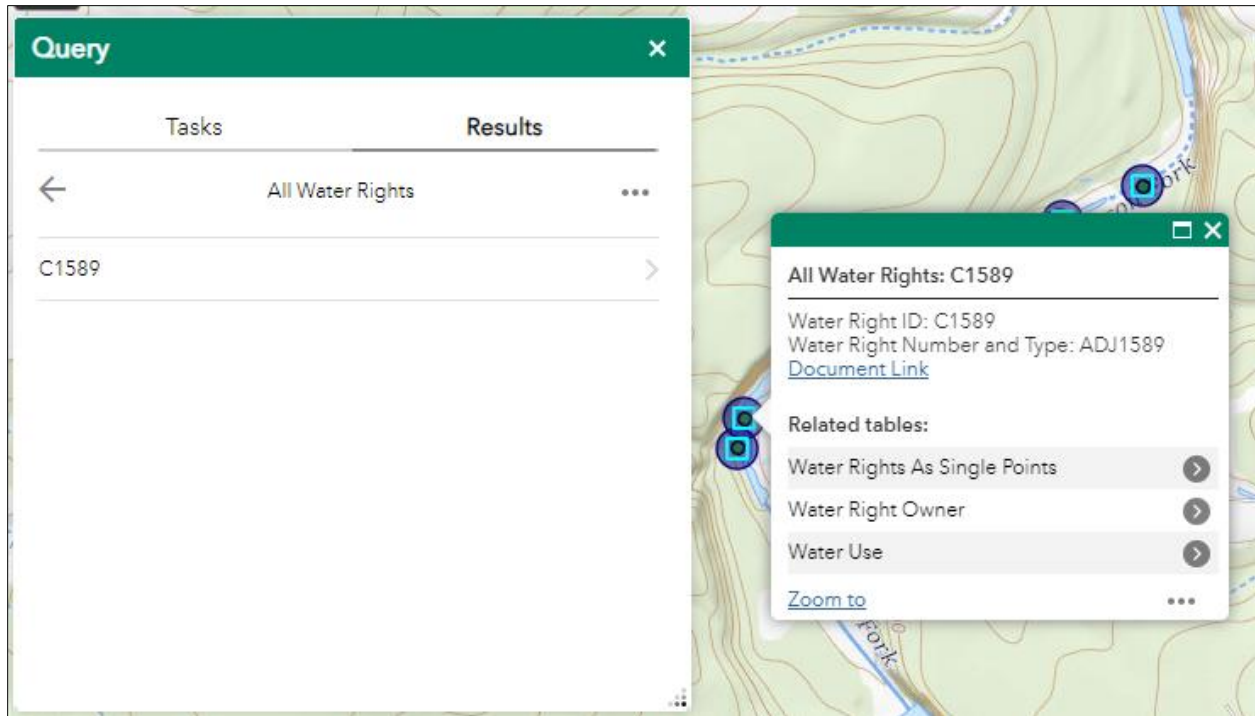 Query
Tasks
Results
All Water Rights
C1589
All Water Rights: C1589
Water Right ID: C1589
Water Right Number and Type: ADJ1589
Document Link
Related tables:
Water Rights As Single Points
Water Right Owner
Water Use
Zoom to
Fork